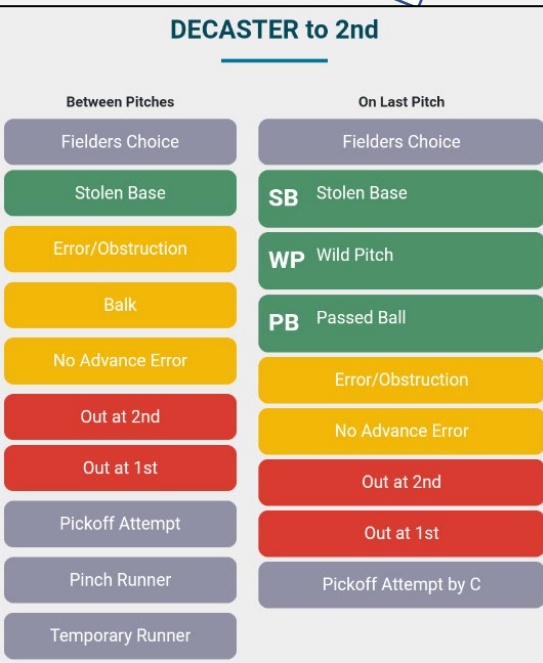 DECASTER to 2nd
Between Pitches
Fielders Choice
Stolen Base
Error/Obstruction
Balk
No Advance Error
Out at 2nd
Out at 1st
Pickoff Attempt
Pinch Runner
Temporary Runner
On Last Pitch
Fielders Choice
SB Stolen Base
WP Wild Pitch
PB Passed Ball
Error/Obstruction
No Advance Error
Out at 2nd
Out at 1st
Pickoff Attempt by C